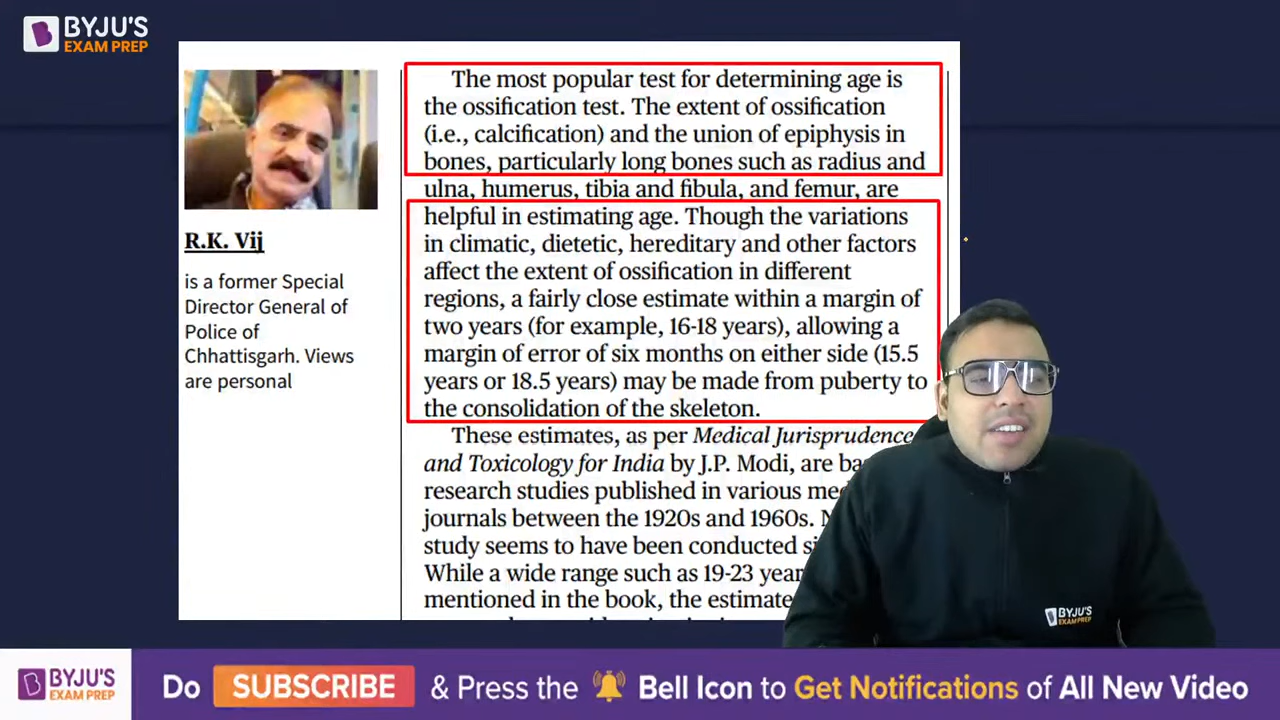 BYJU'S
EXAM PREP
The most popular test for determining age is
the ossification test. The extent of ossification
(i.e., calcification) and the union of epiphysis in
bones, particularly long bones such as radius and
ulna, humerus, tibia and fibula, and femur, are
helpful in estimating age. Though the variations
in climatic, dietetic, hereditary and other factors
affect the extent of ossification in different
regions, a fairly close estimate within a margin of
two years (for example, 16-18 years), allowing a
margin of error of six months on either side (15.5
years or 18.5 years) may be made from puberty to
the consolidation of the skeleton.
These estimates, as per Medical Jurisprudence
and Toxicology for India by J.P. Modi, are
research studies published in various
journals between the 1920s and 1960s.
study seems to have been conducted
While a wide range such as 19-23
mentioned in the book, the
R.K. Vij
is a former Special
Director General of
Police of
Chhattisgarh. Views
are personal
BYJU'S
EXAM PREP
BYJU'S
EXAM PREP
Do SUBSCRIBE & Press the Bell Icon to Get Notifications of All New Video